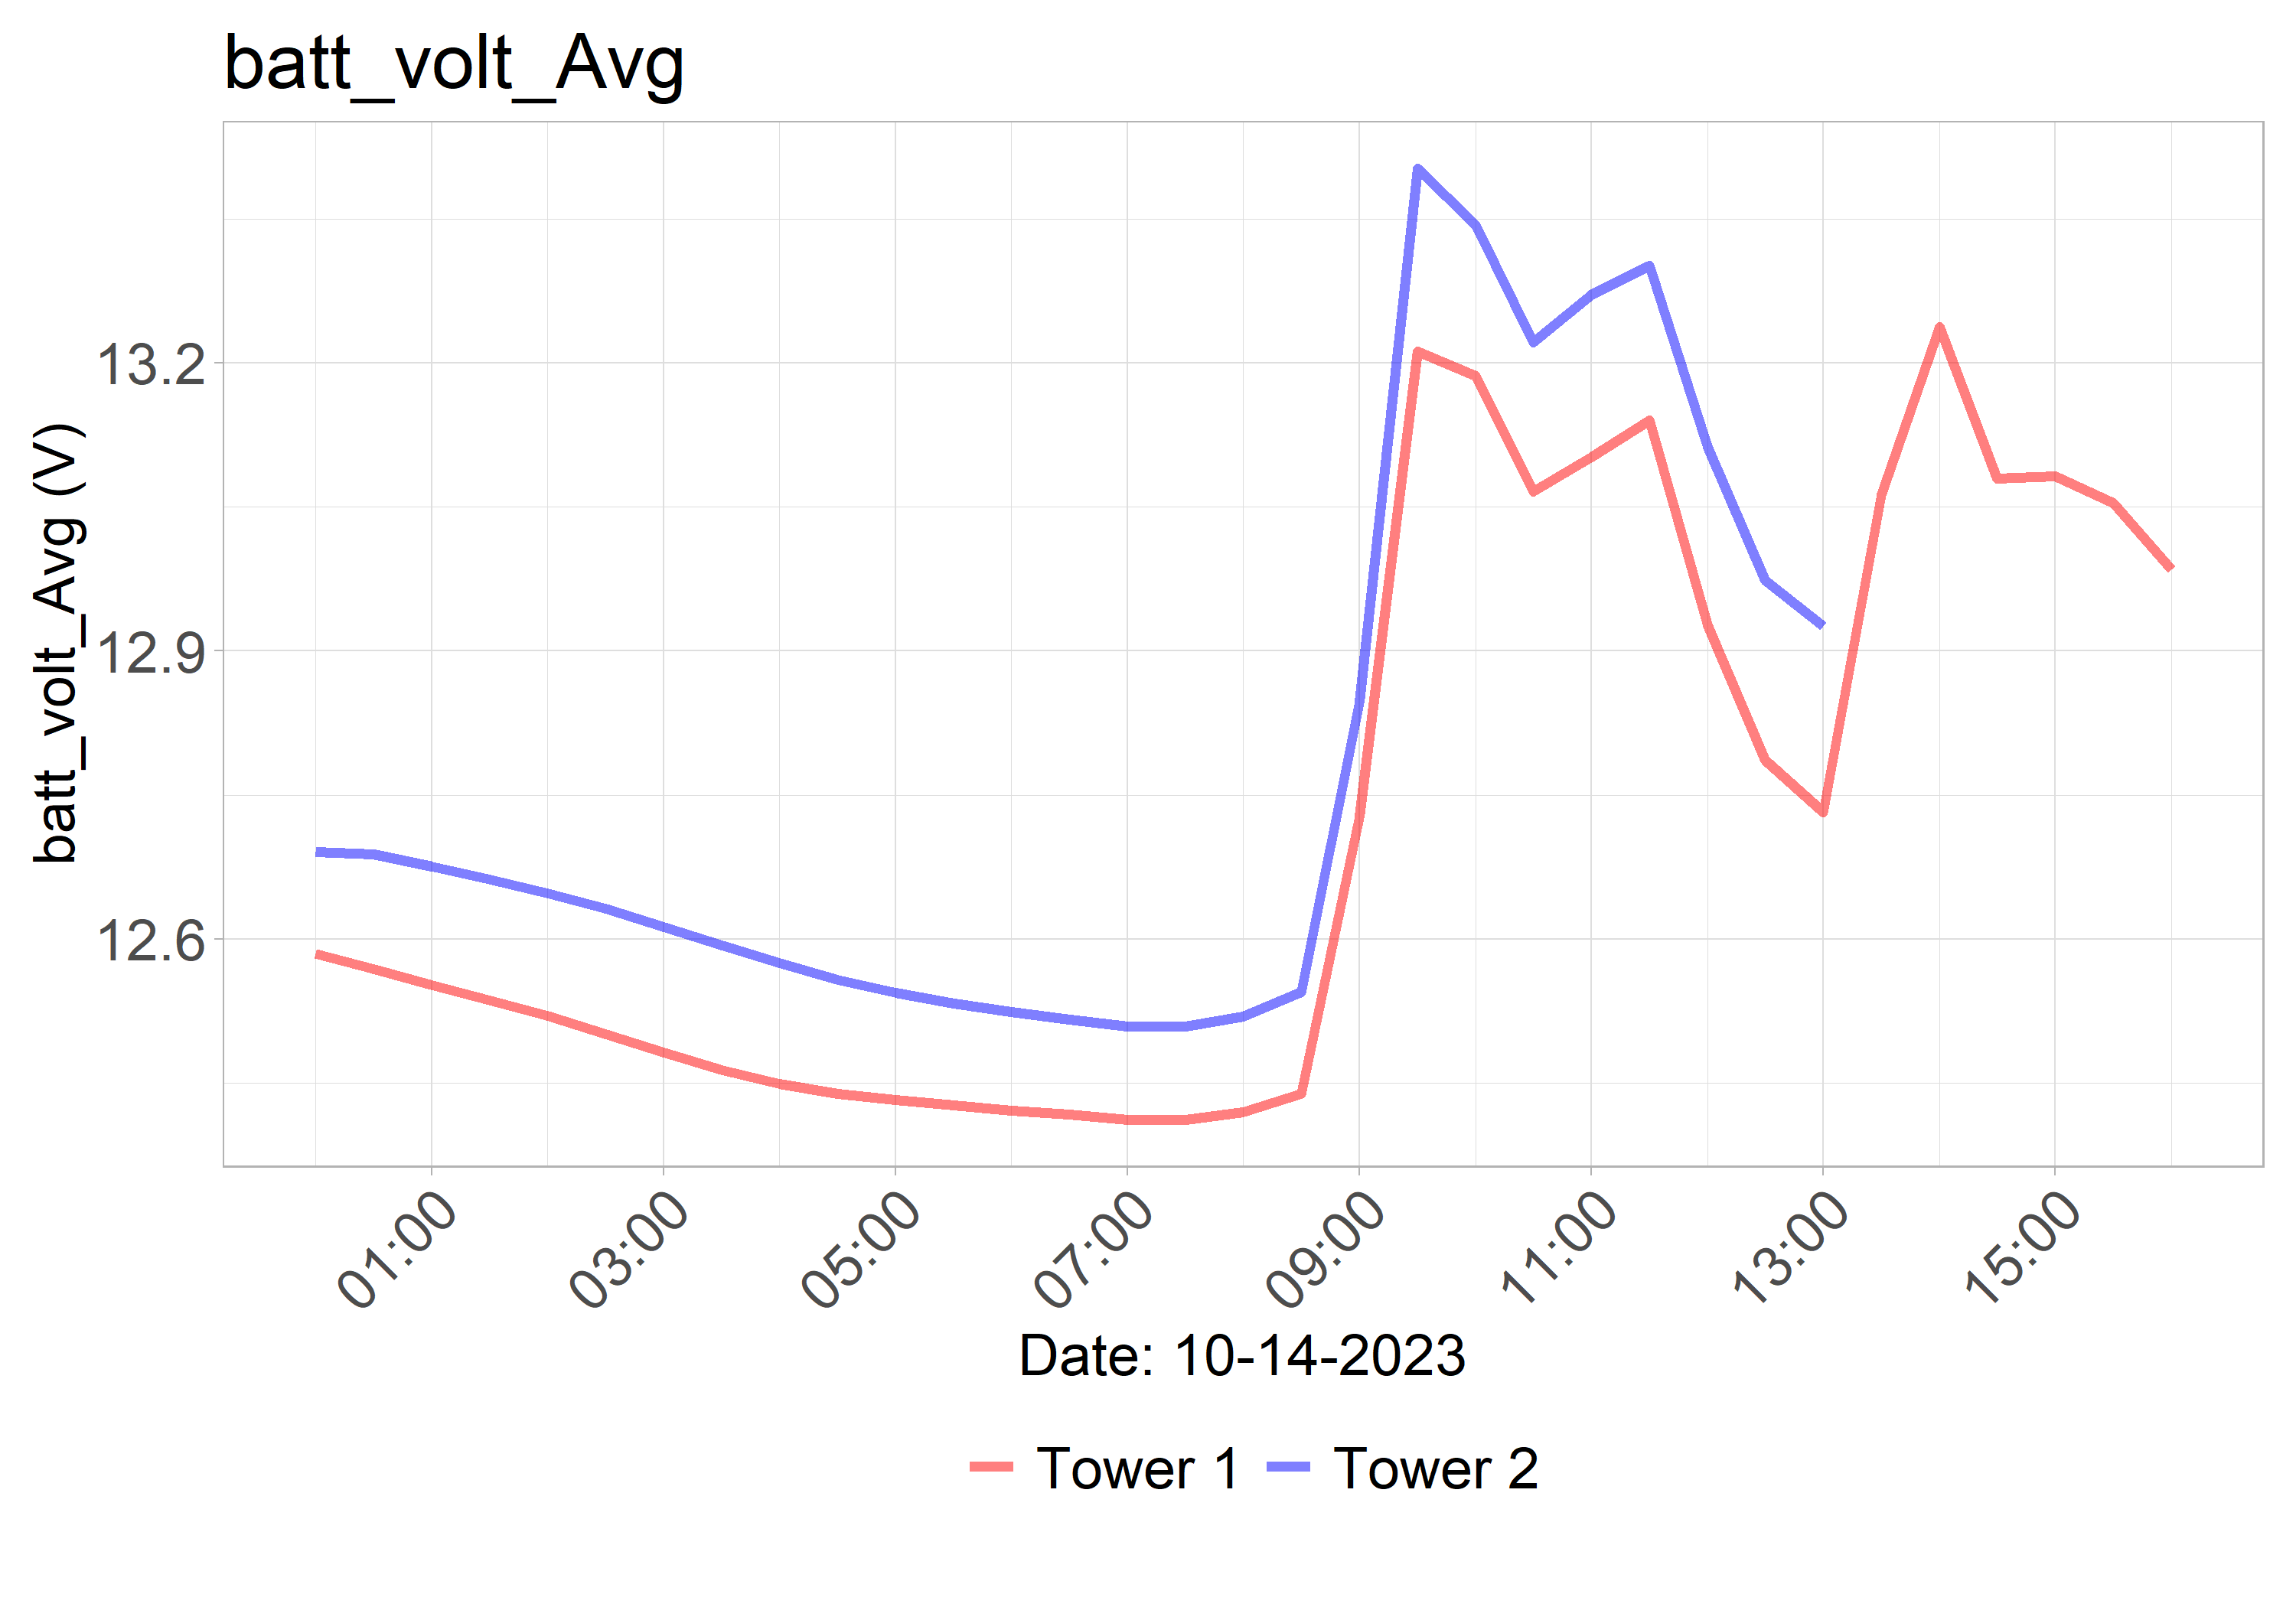 batt_volt_Avg
batt_volt_Avg (V)
13.2
12.9
12.6
01:00
03:00
05:00
07:00
09:00
11:00
13:00
15:00
Date: 10-14-2023
Tower 1
Tower 2